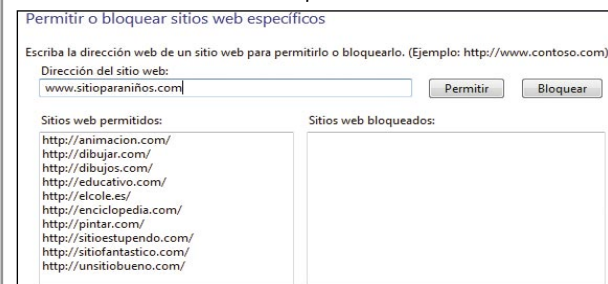 Permitir o bloquear sitios web específicos
Escriba la dirección web de un sitio web para permitirlo o bloquearlo. (Ejemplo: http://www.contoso.com)
Dirección del sitio web:
www.sitioparaniños.com
Permitir
Bloquear
Sitios web permitidos:
Sitios web bloqueados:
http://animacion.com/
http://dibujar.com/
http://dibujos.com/
http://educativo.com/
http://elcole.es/
http://enciclopedia.com/
http://pintar.com/
http://sitioestupendo.com/
http://sitiofantastico.com/
http://unsitiobueno.com/